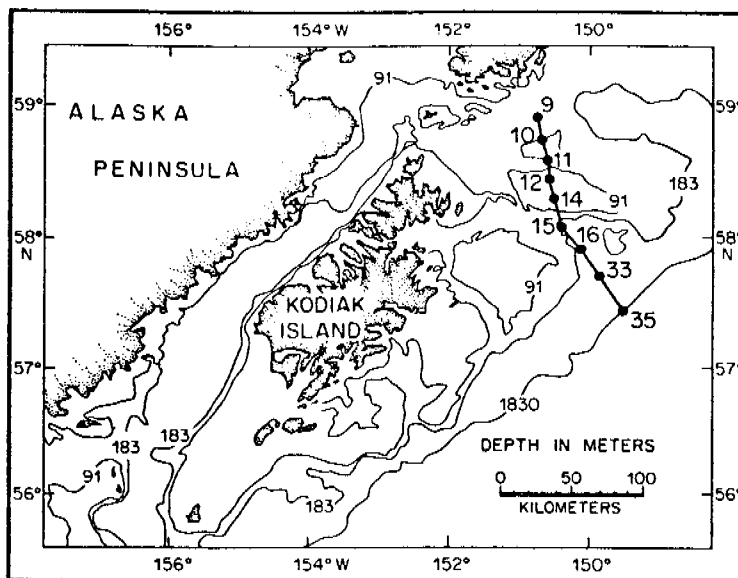 156° 154° 152° 150°
59° 59°
ALASKA
PENINSULA
91
9
10
11
12
14
91
183
15
16
58° 58°
N N
33
35
91
KODIAK
ISLAND
57° 57°
1830
DEPTH IN METERS
0 50 100
KILOMETERS
183
183
91
183
56° 56°
156° 154° W 152° 150°